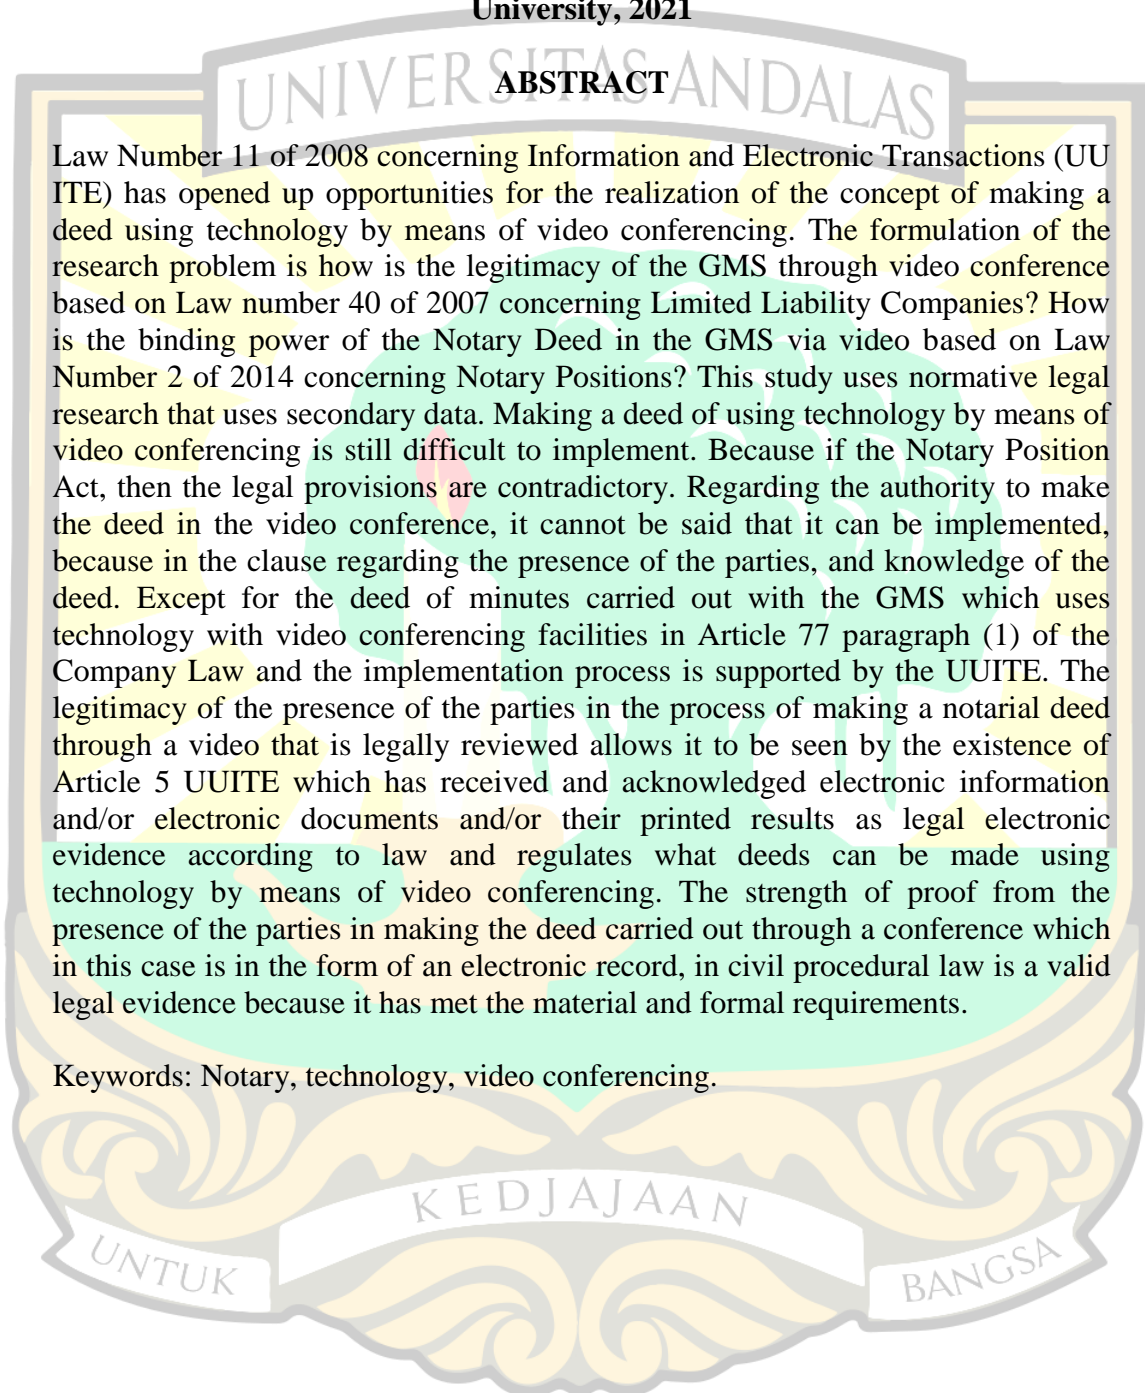 University, 2021
UNIVERSITAS ANDALAS
ABSTRACT
Law Number 11 of 2008 concerning Information and Electronic Transactions (UU
ITE) has opened up opportunities for the realization of the concept of making a
deed using technology by means of video conferencing. The formulation of the
research problem is how is the legitimacy of the GMS through video conference
based on Law number 40 of 2007 concerning Limited Liability Companies? How
is the binding power of the Notary Deed in the GMS via video based on Law
Number 2 of 2014 concerning Notary Positions? This study uses normative legal
research that uses secondary data. Making a deed of using technology by means of
video conferencing is still difficult to implement. Because if the Notary Position
Act, then the legal provisions are contradictory. Regarding the authority to make
the deed in the video conference, it cannot be said that it can be implemented,
because in the clause regarding the presence of the parties, and knowledge of the
deed. Except for the deed of minutes carried out with the GMS which uses
technology with video conferencing facilities in Article 77 paragraph (1) of the
Company Law and the implementation process is supported by the UUITE. The
legitimacy of the presence of the parties in the process of making a notarial deed
through a video that is legally reviewed allows it to be seen by the existence of
Article 5 UUITE which has received and acknowledged electronic information
and/or electronic documents and/or their printed results as legal electronic
evidence according to law and regulates what deeds can be made using
technology by means of video conferencing. The strength of proof from the
presence of the parties in making the deed carried out through a conference which
in this case is in the form of an electronic record, in civil procedural law is a valid
legal evidence because it has met the material and formal requirements.
Keywords: Notary, technology, video conferencing.
KEDJAJAAN
UNTUK
BANGSA